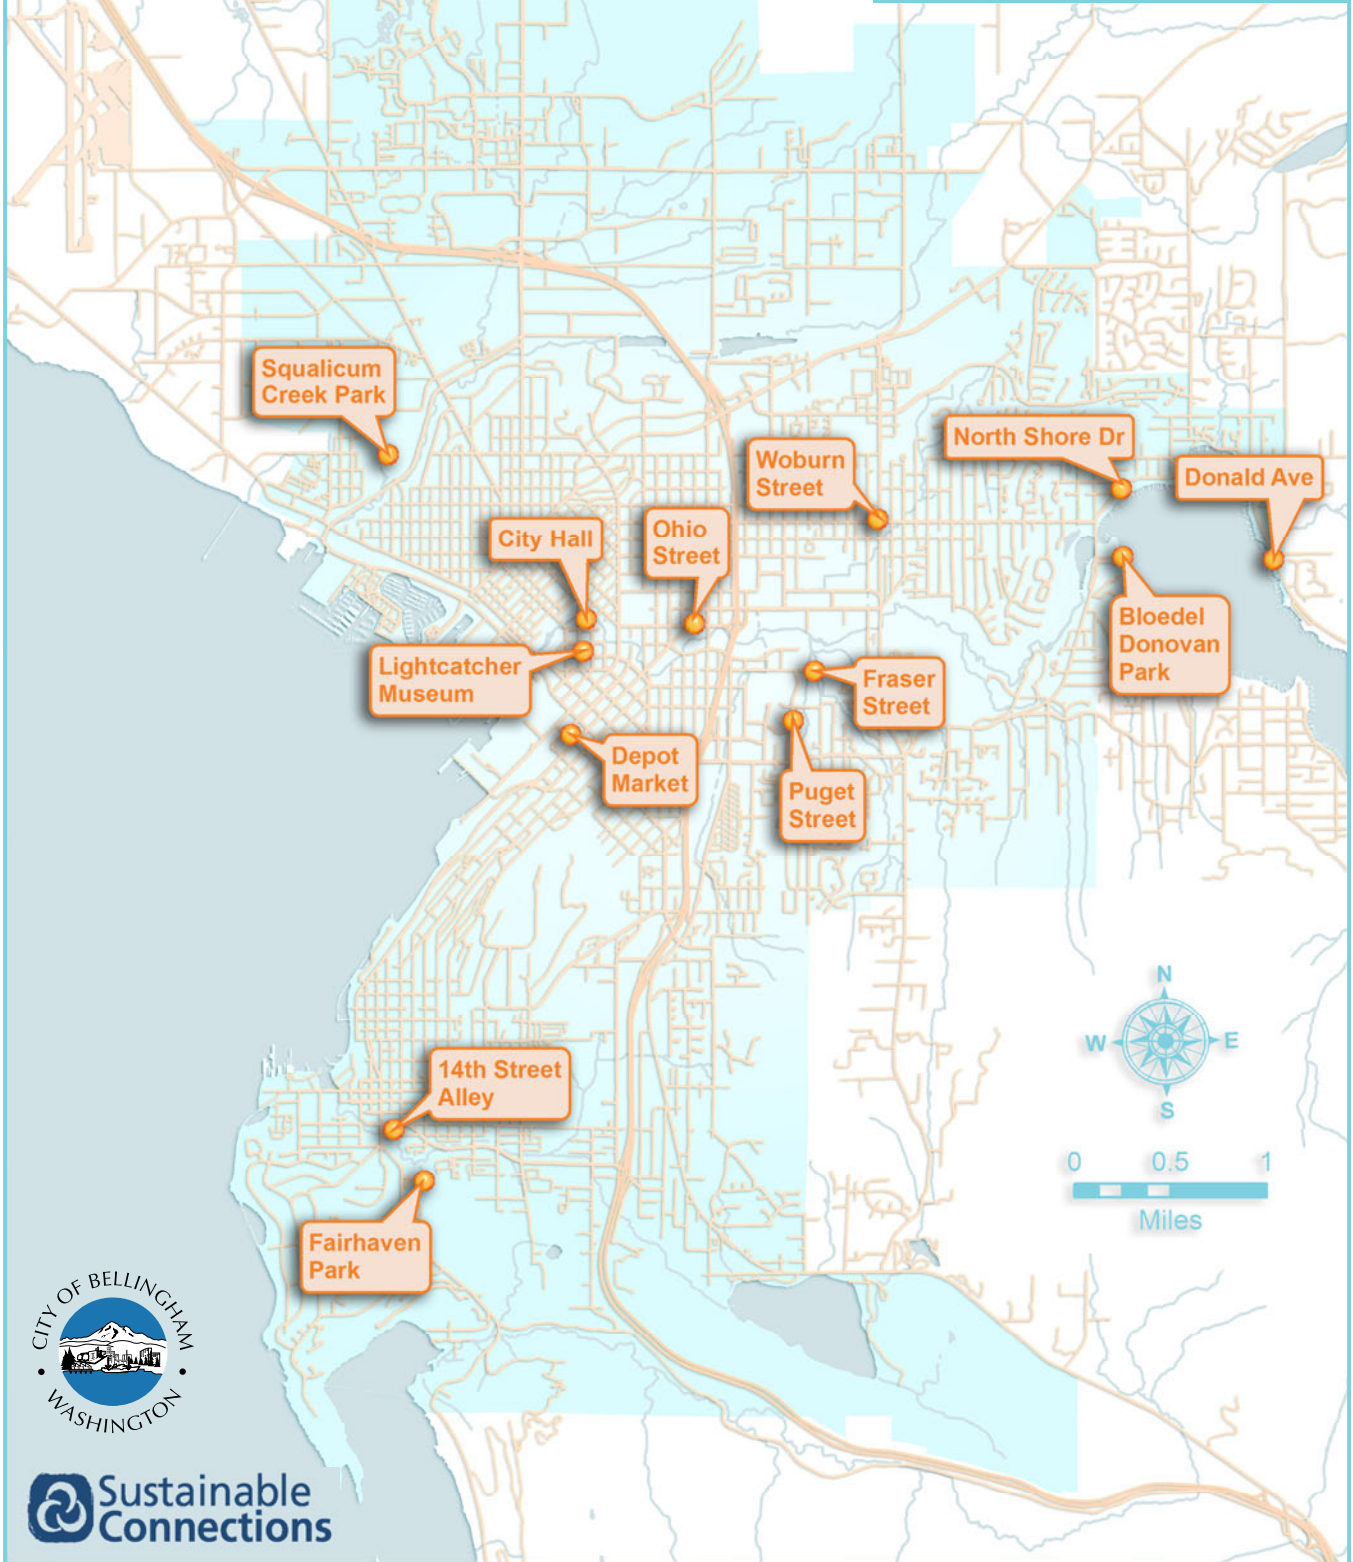 Squalicum
Creek Park
North Shore Dr
Woburn
Street
Donald Ave
City Hall
Ohio
Street
Bloedel
Donovan
Park
Lightcatcher
Museum
Fraser
Street
Depot
Market
Puget
Street
N
W E
S
14th Street
Alley
0 0.5 1
Miles
Fairhaven
Park
CITY OF BELLINGHAM
• WASHINGTON •
Sustainable
Connections